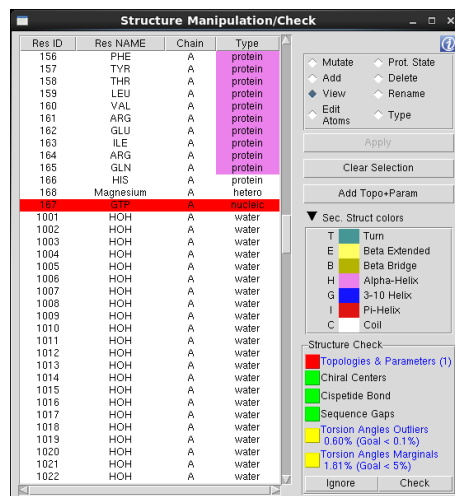 Structure Manipulation/Check
Res ID Res NAME Chain Type
156 PHE A protein
157 TYR A protein
158 THR A protein
159 LEU A protein
160 VAL A protein
161 ARG A protein
162 GLU A protein
163 ILE A protein
164 ARG A protein
165 GLN A protein
166 HIS A protein
168 Magnesium A hetero
167 GTP A nucleic
1001 HOH A water
1002 HOH A water
1003 HOH A water
1004 HOH A water
1005 HOH A water
1006 HOH A water
1007 HOH A water
1008 HOH A water
1009 HOH A water
1010 HOH A water
1011 HOH A water
1012 HOH A water
1013 HOH A water
1014 HOH A water
1015 HOH A water
1016 HOH A water
1017 HOH A water
1018 HOH A water
1019 HOH A water
1020 HOH A water
1021 HOH A water
1022 HOH A water
i
Mutate Prot. State
Add Delete
View Rename
Edit
Atoms Type
Apply
Clear Selection
Add Topo+Param
Sec. Struct colors
T Turn
E Beta Extended
B Beta Bridge
H Alpha-Helix
G 3-10 Helix
I Pi-Helix
C Coil
Structure Check
Topologies & Parameters (1)
Chiral Centers
Cispetide Bond
Sequence Gaps
Torsion Angles Outliers
0.60% (Goal < 0.1%)
Torsion Angles Marginals
1.81% (Goal < 5%)
Ignore Check